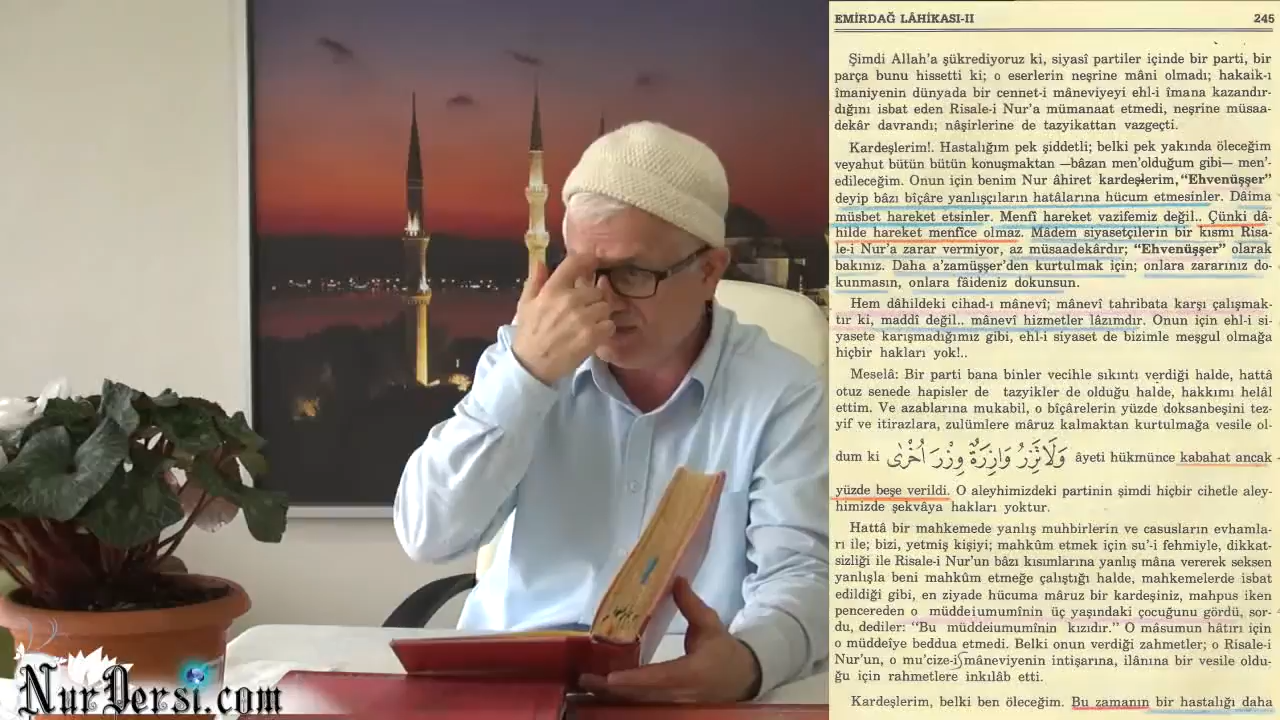 EMİRDAĞ LÂHİKASI-II 245
Şimdi Allah'a şükrediyoruz ki, siyasî partiler içinde bir parti, bir
parça bunu hissetti ki; o eserlerin neşrine mâni olmadı; hakaik-ı
îmaniyenin dünyada bir cennet-i mâneviyeyi ehl-i îmana kazandır-
dığını isbat eden Risale-i Nur'a mümanaat etmedi, neşrine müsaa-
dekâr davrandı; nâşirlerine de tazyikattan vazgeçti.
Kardeşlerim!. Hastalığım pek şiddetli; belki pek yakında öleceğim
veyahut bütün bütün konuşmaktan —bâzan men'olduğum gibi— men'-
edileceğim. Onun için benim Nur âhiret kardeşlerim, "Ehvenüşşer"
deyip bâzı bîçâre yanlışçıların hatâlarına hücum etmesinler. Dâima
müsbet hareket etsinler. Menfî hareket vazifemiz değil.. Çünki dâ-
hilde hareket menfîce olmaz. Mâdem siyasetçilerin bir kısmı Risa-
le-i Nur'a zarar vermiyor, az müsaadekârdır; "Ehvenüşşer" olarak
bakınız. Daha a'zamüşşer'den kurtulmak için; onlara zararınız do-
kunmasın, onlara fâideniz dokunsun.
Hem dâhildeki cihad-ı mânevî; mânevî tahribata karşı çalışmak-
tır ki, maddî değil.. mânevî hizmetler lâzımdır. Onun için ehl-i si-
yasete karışmadığımız gibi, ehl-i siyaset de bizimle meşgul olmağa
hiçbir hakları yok!..
Meselâ: Bir parti bana binler vecihle sıkıntı verdiği halde, hattâ
otuz senede hapisler de tazyikler de olduğu halde, hakkımı helâl
ettim. Ve azablarına mukabil, o bîçârelerin yüzde doksanbeşini tez-
yif ve itirazlara, zulümlere mâruz kalmaktan kurtulmağa vesile ol-
dum ki وَلَا تَزِرُ وَازِرَةٌ وِزْرَ اُخْرٰى âyeti hükmünce kabahat ancak
yüzde beşe verildi. O aleyhimizdeki partinin şimdi hiçbir cihetle aley-
himizde şekvâya hakları yoktur.
Hattâ bir mahkemede yanlış muhbirlerin ve casusların evhamla-
rı ile; bizi, yetmiş kişiyi; mahkûm etmek için su'-i fehmiyle, dikkat-
sizliği ile Risale-i Nur'un bâzı kısımlarına yanlış mâna vererek seksen
yanlışla beni mahkûm etmeğe çalıştığı halde, mahkemelerde isbat
edildiği gibi, en ziyade hücuma mâruz bir kardeşiniz, mahpus iken
pencereden o müddeiumumînin üç yaşındaki çocuğunu gördü, sor-
du, dediler: "Bu müddeiumumînin kızıdır." O mâsumun hâtırı için
o müddeîye beddua etmedi. Belki onun verdiği zahmetler; o Risale-i
Nur'un, o mu'cize-i mâneviyenin intişarına, ilânına bir vesile oldu-
ğu için rahmetlere inkılâb etti.
Kardeşlerim, belki ben öleceğim. Bu zamanın bir hastalığı daha
NurDersi.com